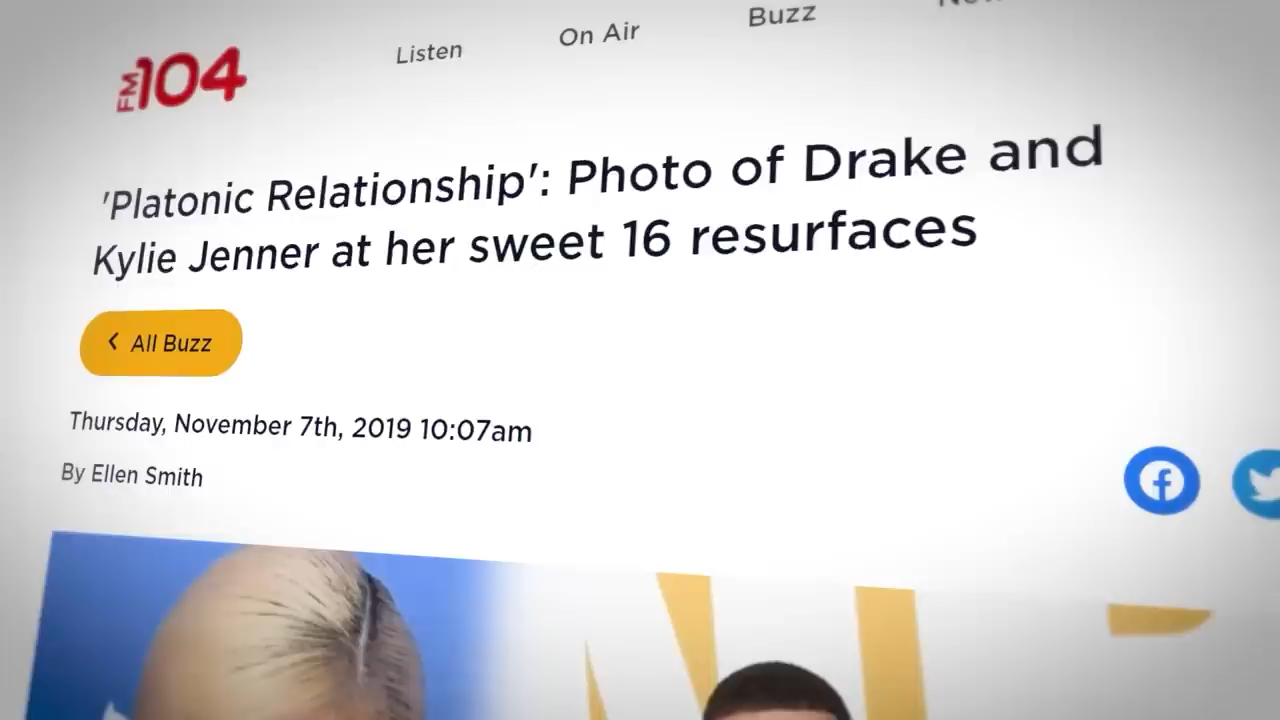 FM104
Listen
On Air
Buzz
'Platonic Relationship': Photo of Drake and
Kylie Jenner at her sweet 16 resurfaces
All Buzz
Thursday, November 7th, 2019 10:07am
By Ellen Smith